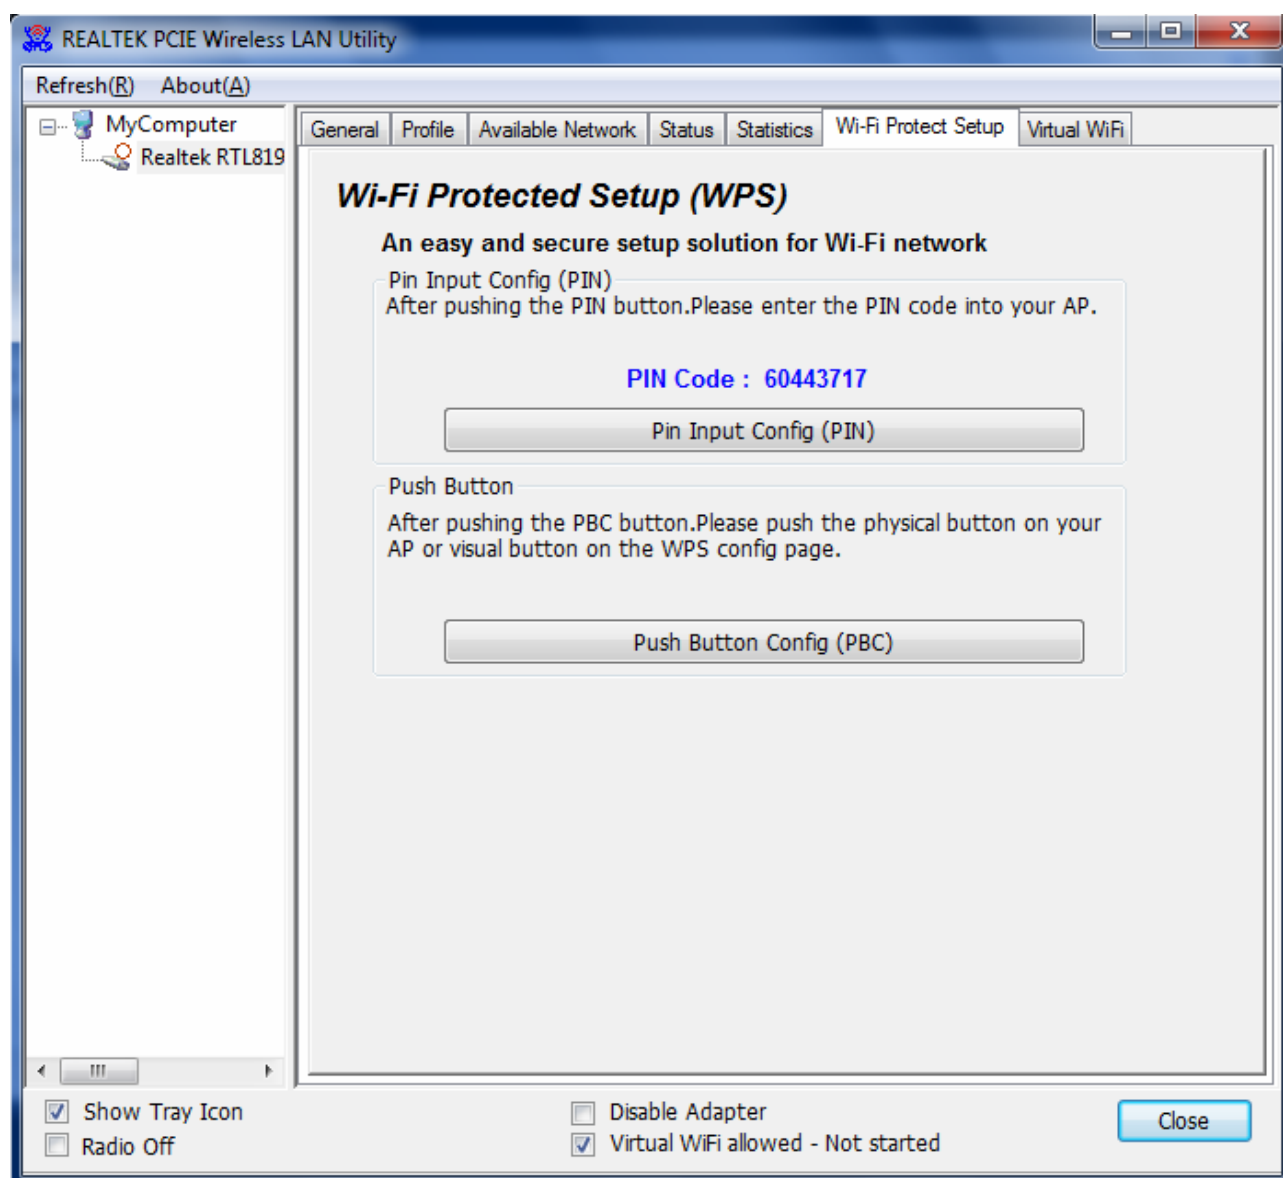 REALTEK PCIE Wireless LAN Utility
Refresh(R) About(A)
MyComputer
Realtek RTL819
General Profile Available Network Status Statistics Wi-Fi Protect Setup Virtual WiFi
Wi-Fi Protected Setup (WPS)
An easy and secure setup solution for Wi-Fi network
Pin Input Config (PIN)
After pushing the PIN button.Please enter the PIN code into your AP.
PIN Code : 60443717
Pin Input Config (PIN)
Push Button
After pushing the PBC button.Please push the physical button on your
AP or visual button on the WPS config page.
Push Button Config (PBC)
Show Tray Icon
Radio Off
Disable Adapter
Virtual WiFi allowed - Not started
Close